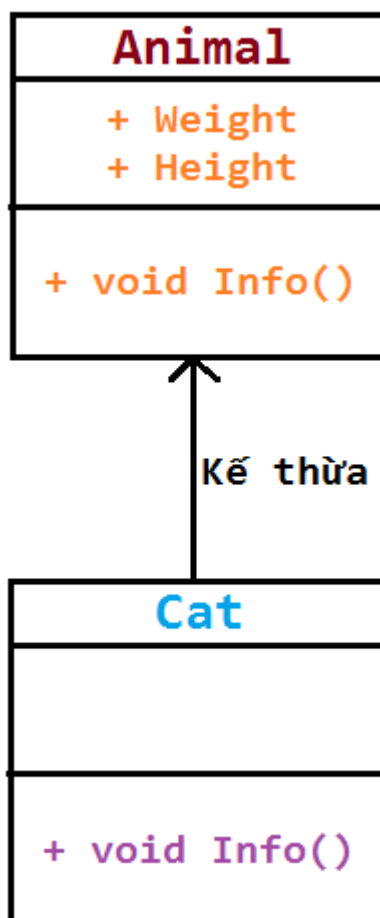 Animal
+ Weight
+ Height
+ void Info()
Kế thừa
Cat
+ void Info()